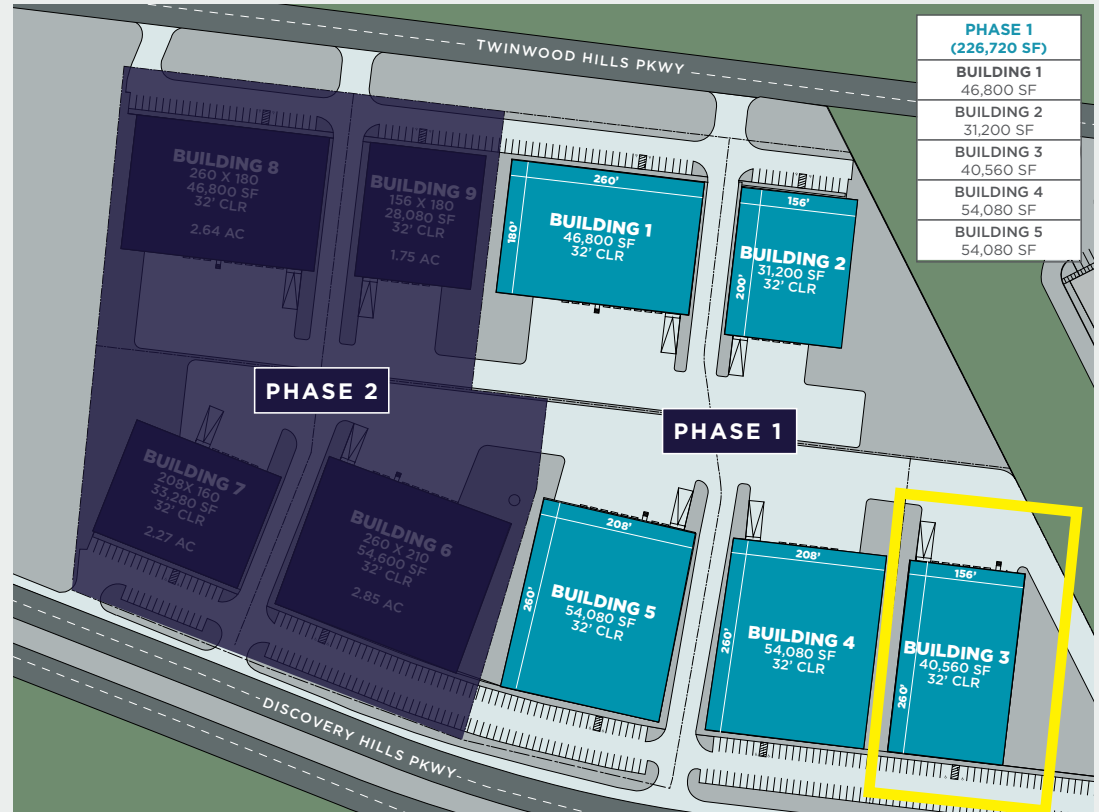 TWINWOOD HILLS PKWY
PHASE 1
(226,720 SF)
BUILDING 1
46,800 SF
BUILDING 2
31,200 SF
BUILDING 3
40,560 SF
BUILDING 4
54,080 SF
BUILDING 5
54,080 SF
BUILDING 8
260 X 180
46,800 SF
32' CLR
2.64 AC
BUILDING 9
156 X 180
28,080 SF
32' CLR
1.75 AC
260'
180'
BUILDING 1
46,800 SF
32' CLR
156'
200'
BUILDING 2
31,200 SF
32' CLR
PHASE 2
PHASE 1
BUILDING 7
208X 160
33,280 SF
32' CLR
2.27 AC
BUILDING 6
260 X 210
54,600 SF
32' CLR
2.85 AC
208'
260'
BUILDING 5
54,080 SF
32' CLR
208'
260'
BUILDING 4
54,080 SF
32' CLR
156'
260'
BUILDING 3
40,560 SF
32' CLR
DISCOVERY HILLS PKWY